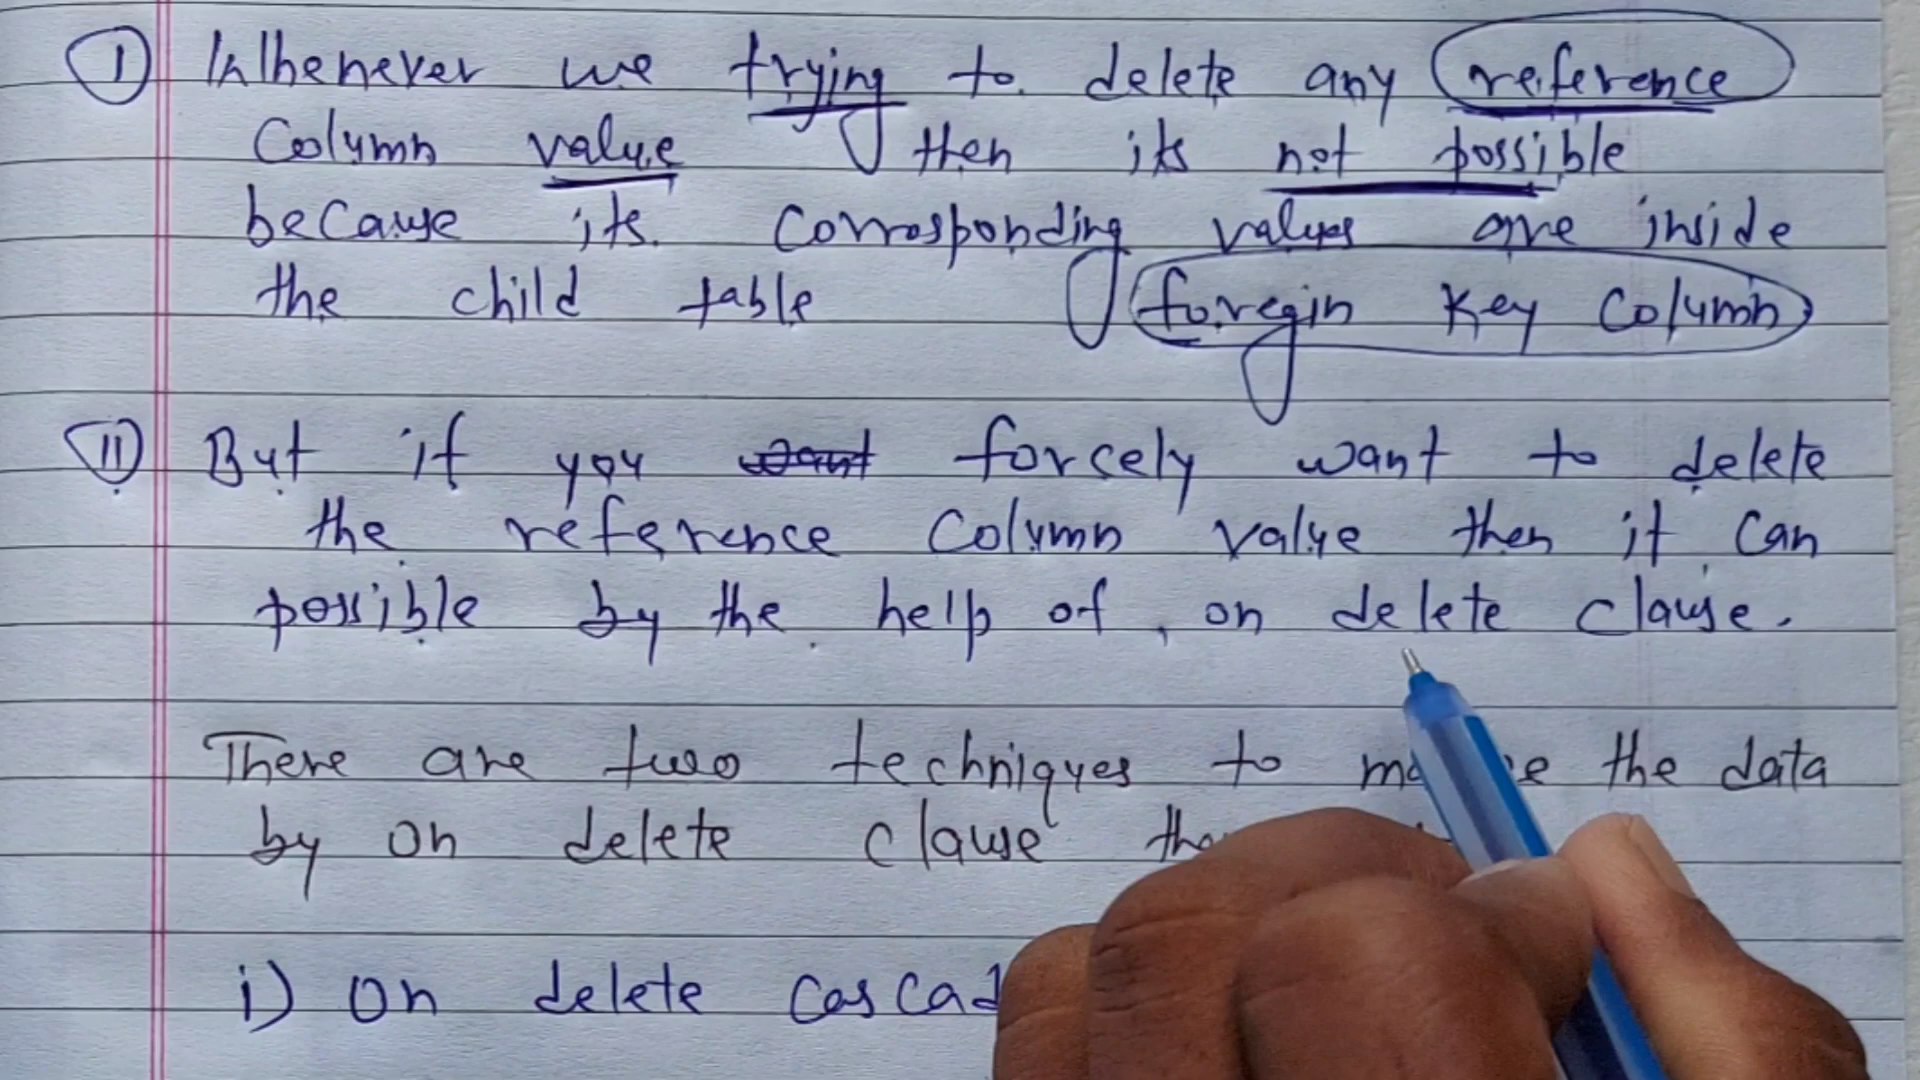 I Whenever we trying to delete any reference
Column value then its not possible
because its corrosponding values are inside
the child table foregin key column
II But if you want forcely want to delete
the reference column value then it can
possible by the help of on delete clause.
There are two techniques to the data
by on delete clause
i) on delete